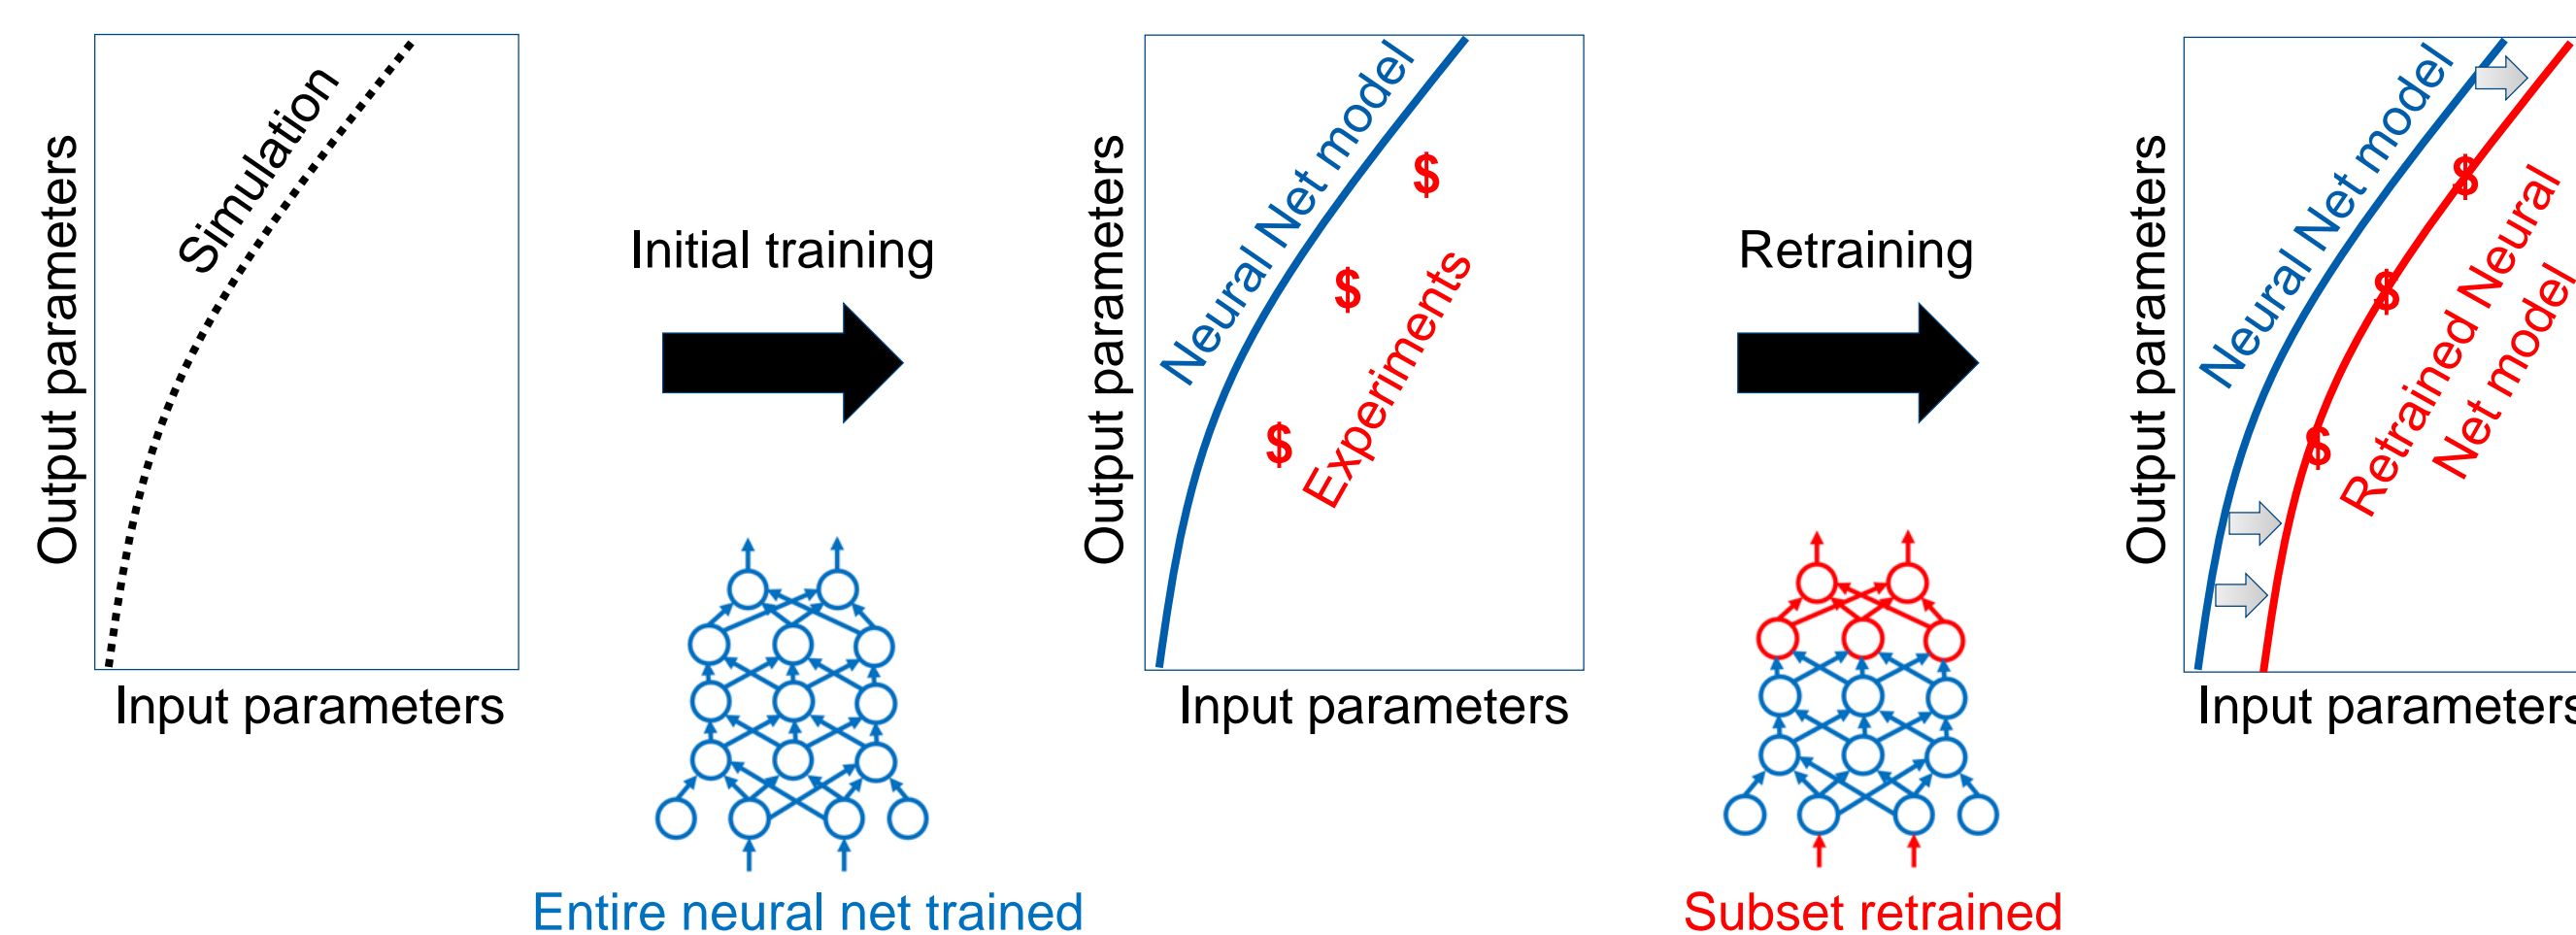 Output parameters
Simulation
Input parameters
Initial training
Entire neural net trained
Output parameters
Neural Net model
$
$
$
Experiments
Input parameters
Retraining
Subset retrained
Output parameters
Neural Net model
$
$
$
Retrained Neural
Net model
Input parameters